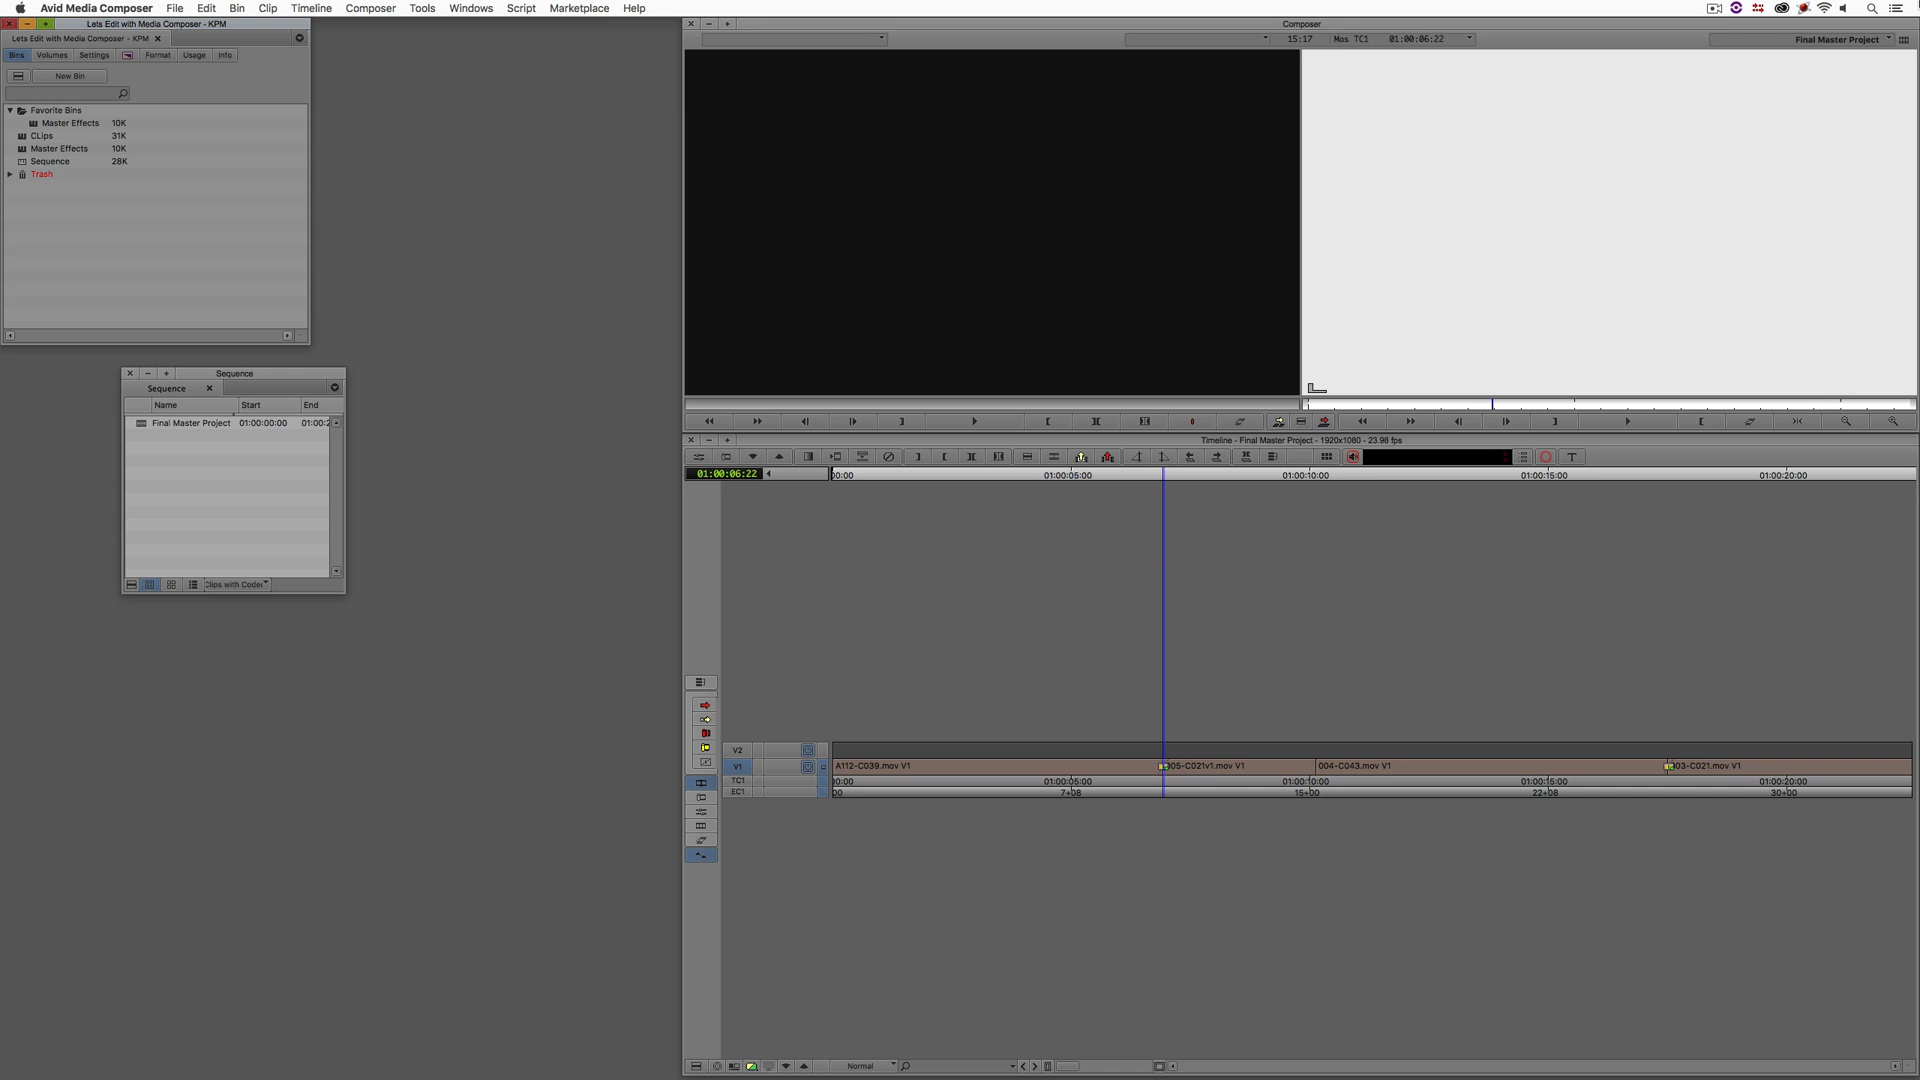 Avid Media Composer File Edit Bin Clip Timeline Composer Tools Windows Script Marketplace Help
Lets Edit with Media Composer - KPM
Lets Edit with Media Composer - KPM
Bins Volumes Settings Format Usage Info
New Bin
Favorite Bins
Master Effects 10K
CLips 31K
Master Effects 10K
Sequence 28K
Trash
Sequence
Sequence
Name Start End
Final Master Project 01:00:00:00 01:00:2
Clips with Codec
Composer
15:17 Mas TC1 01:00:06:22
Final Master Project
Timeline - Final Master Project - 1920x1080 - 23.98 fps
01:00:06:22
00:00 01:00:05:00 01:00:10:00 01:00:15:00 01:00:20:00
V2
V1 A112-C039.mov V1 005-C021v1.mov V1 004-C043.mov V1 03-C021.mov V1
TC1 00:00 01:00:05:00 01:00:10:00 01:00:15:00 01:00:20:00
EC1 00 7+08 15+00 22+08 30+00
Normal